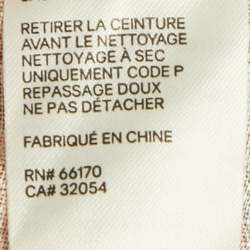 RETIRER LA CEINTURE
AVANT LE NETTOYAGE
NETTOYAGE À SEC
UNIQUEMENT CODE P
REPASSAGE DOUX
NE PAS DÉTACHER
FABRIQUÉ EN CHINE
RN# 66170
CA# 32054